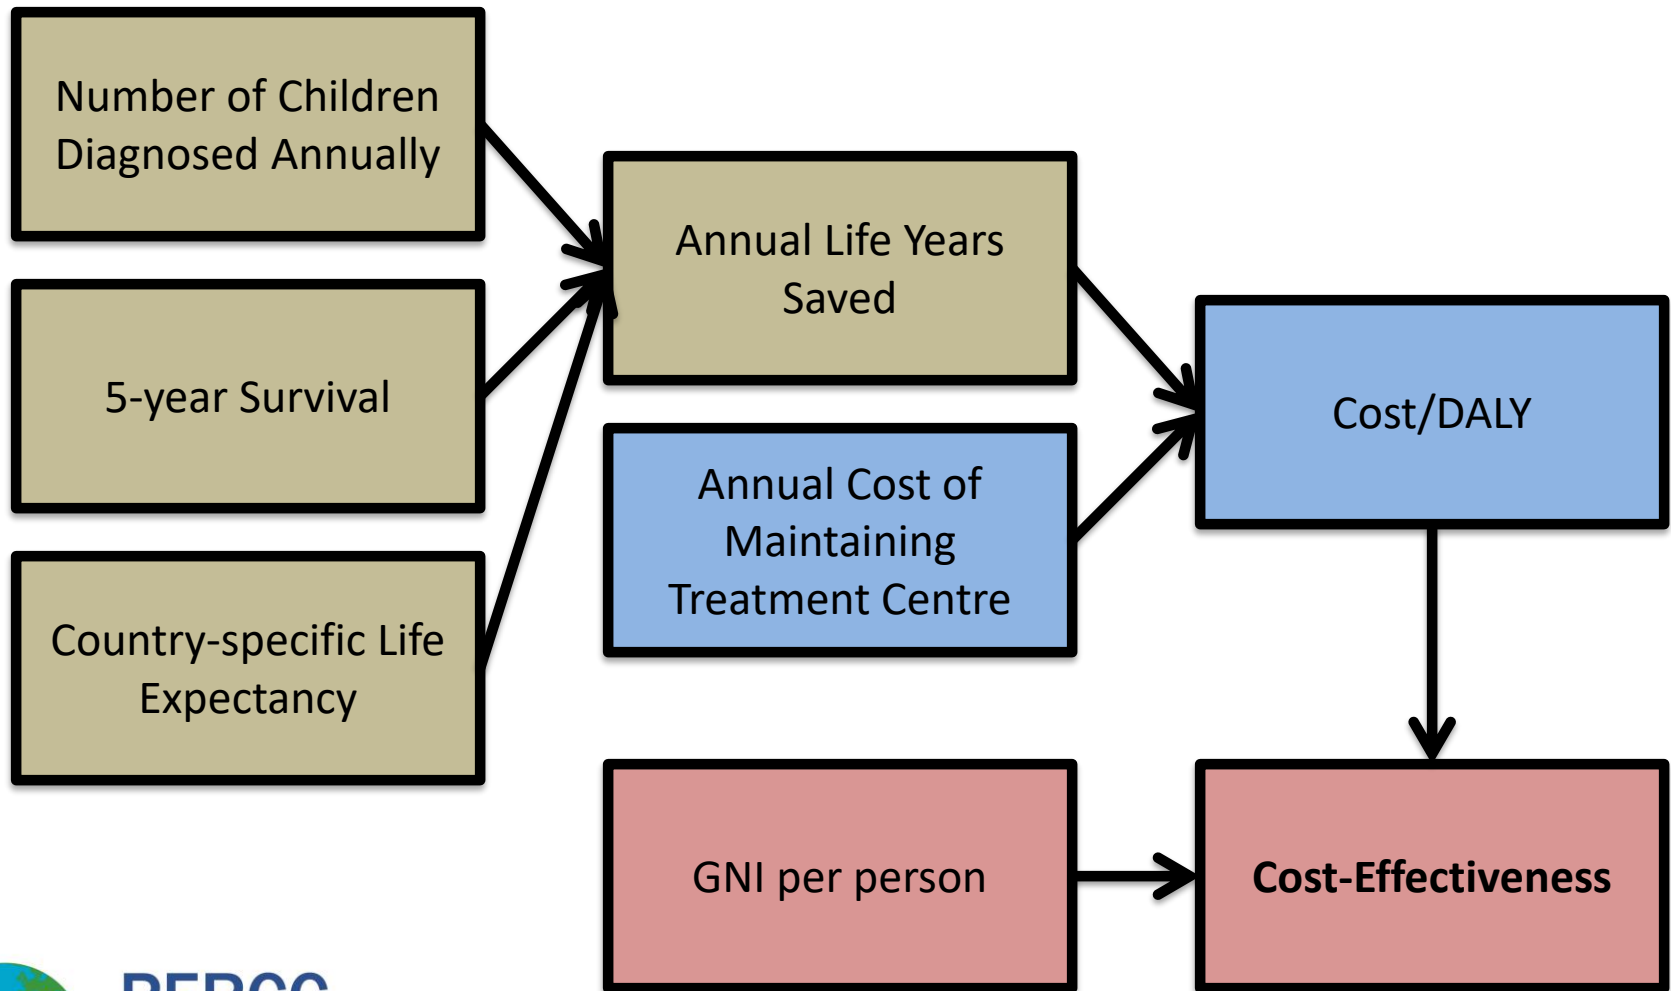 Number of Children
Diagnosed Annually
5-year Survival
Country-specific Life
Expectancy
Annual Life Years
Saved
Annual Cost of
Maintaining
Treatment Centre
Cost/DALY
GNI per person
Cost-Effectiveness